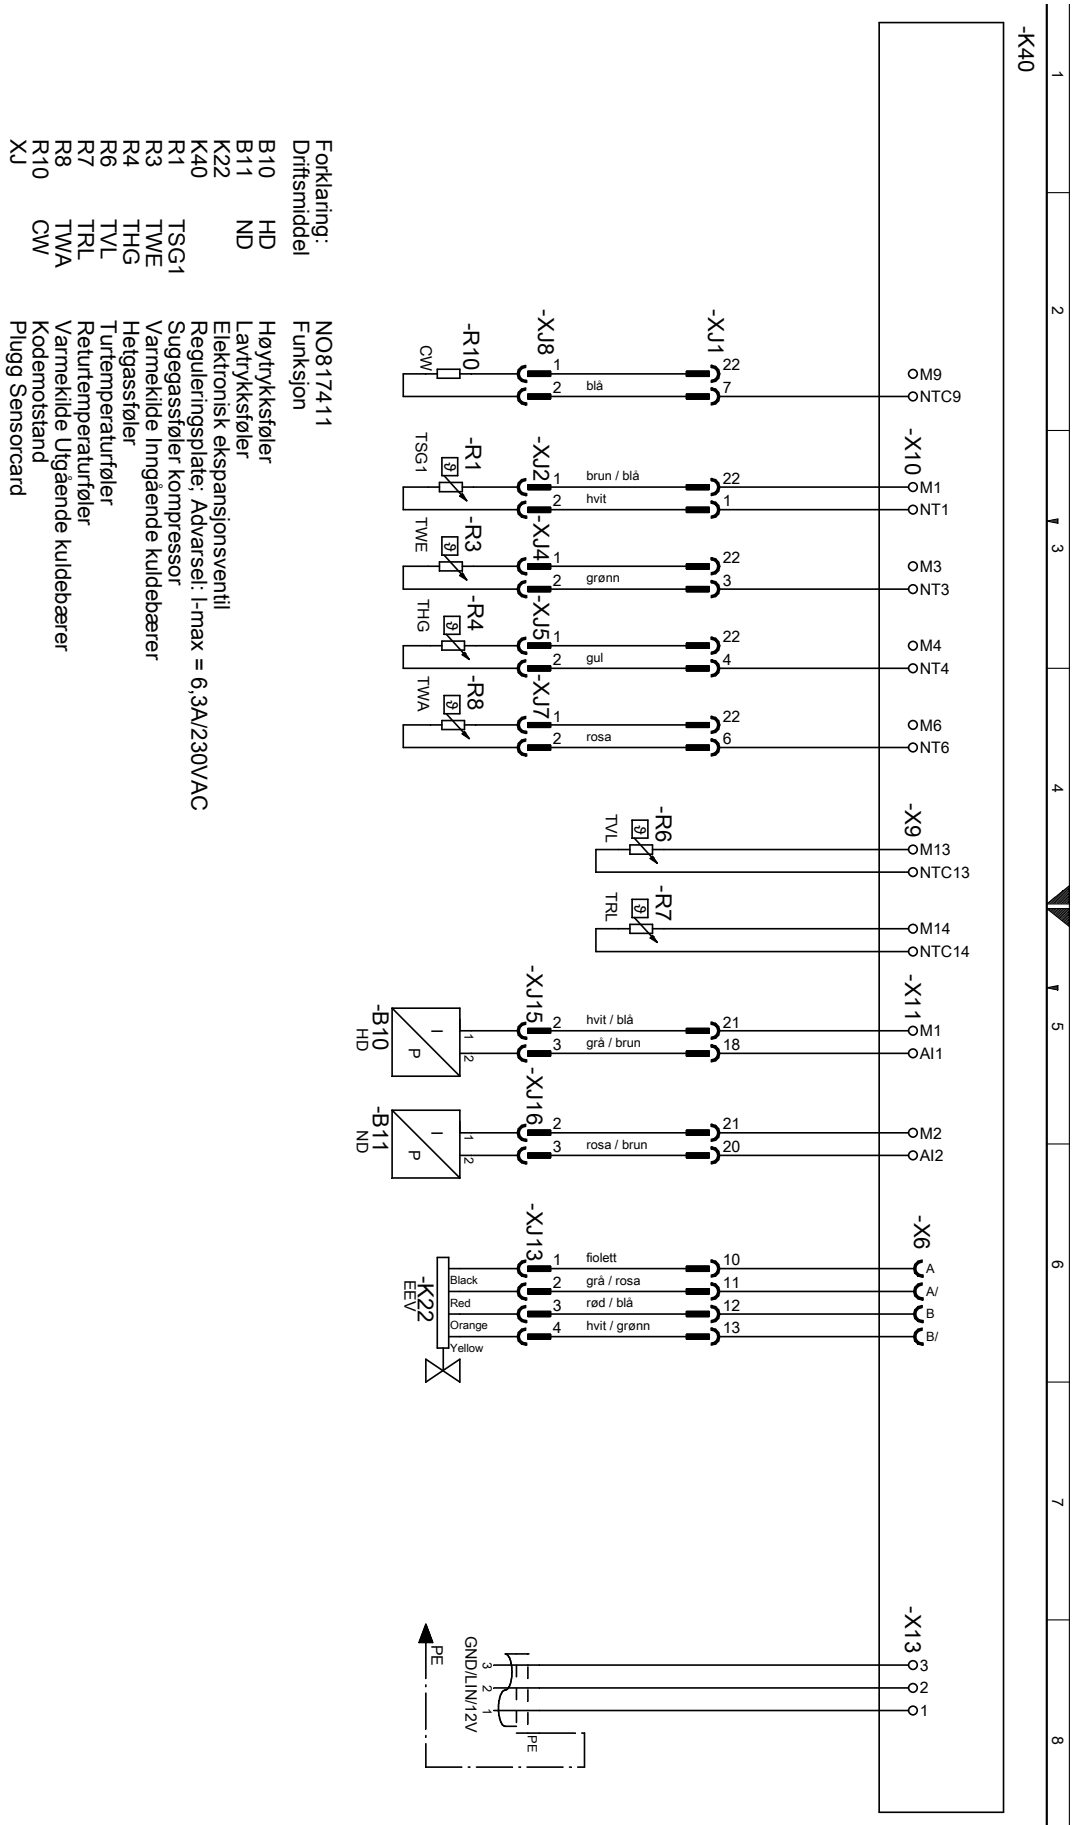 1
2
3
4
5
6
7
8
-K40
M9
NTC9
-X10
M1
NT1
M3
NT3
M4
NT4
M6
NT6
-X9
M13
NTC13
M14
NTC14
-X11
M1
AI1
M2
AI2
-X6
A
A/
B
B/
-X13
3
2
1
-XJ1
22
7
22
1
22
3
22
4
22
6
21
18
21
20
10
11
12
13
blå
brun / blå
hvit
grønn
gul
rosa
hvit / blå
grå / brun
rosa / brun
fiolett
grå / rosa
rød / blå
hvit / grønn
-XJ8
1
2
-XJ2
1
2
-XJ4
1
2
-XJ5
1
2
-XJ7
1
2
-XJ15
2
3
-XJ16
2
3
-XJ13
1
2
3
4
-R10
CW
-R1
ϑ
TSG1
-R3
ϑ
TWE
-R4
ϑ
THG
-R8
ϑ
TWA
-R6
ϑ
TVL
-R7
ϑ
TRL
1
2
I
P
-B10
HD
1
2
I
P
-B11
ND
Black
Red
Orange
Yellow
-K22
EEV
3
2
1
GND/LIN/12V
PE
PE
Forklaring: NO817411
Driftsmiddel Funksjon
B10 HD Høytrykksføler
B11 ND Lavtrykksføler
K22 Elektronisk ekspansjonsventil
K40 Reguleringsplate; Advarsel: I-max = 6,3A/230VAC
R1 TSG1 Sugegassføler kompressor
R3 TWE Varmekilde Inngående kuldebærer
R4 THG Hetgassføler
R6 TVL Turtemperaturføler
R7 TRL Returtemperaturføler
R8 TWA Varmekilde Utgående kuldebærer
R10 CW Kodemotstand
XJ Plugg Sensorcard